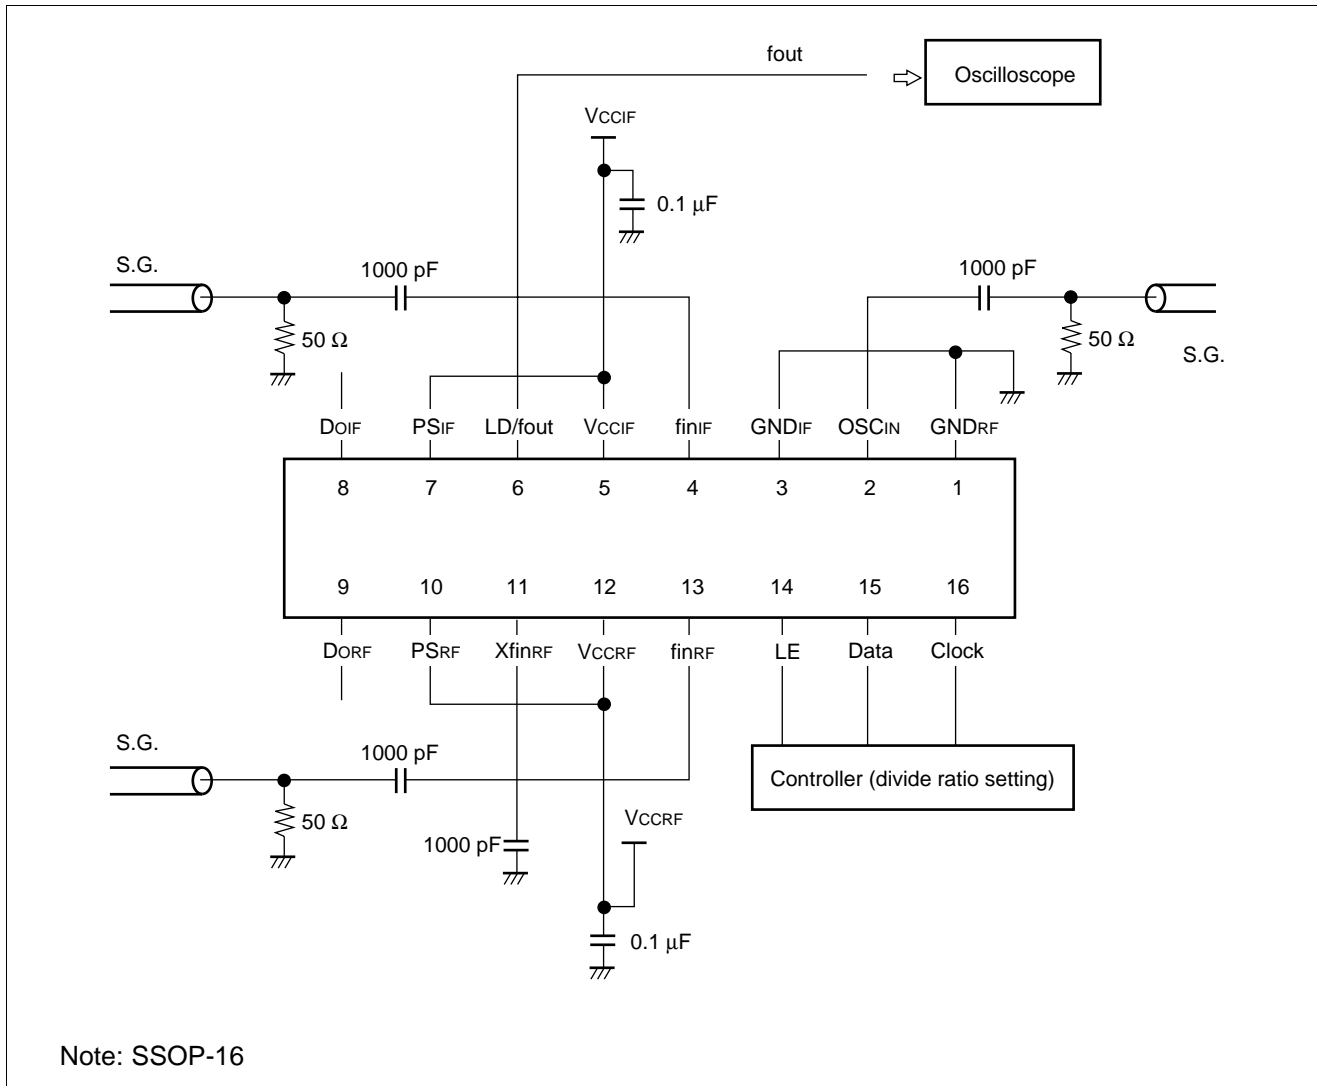 fout
Oscilloscope
VCCIF
0.1 μF
S.G.
1000 pF
1000 pF
50 Ω
50 Ω
S.G.
DOIF PSIF LD/fout VCCIF finIF GNDIF OSCIN GNDRF
8 7 6 5 4 3 2 1
9 10 11 12 13 14 15 16
DORF PSRF XfinRF VCCRF finRF LE Data Clock
S.G.
1000 pF
Controller (divide ratio setting)
50 Ω
VCCRF
1000 pF
0.1 μF
Note: SSOP-16